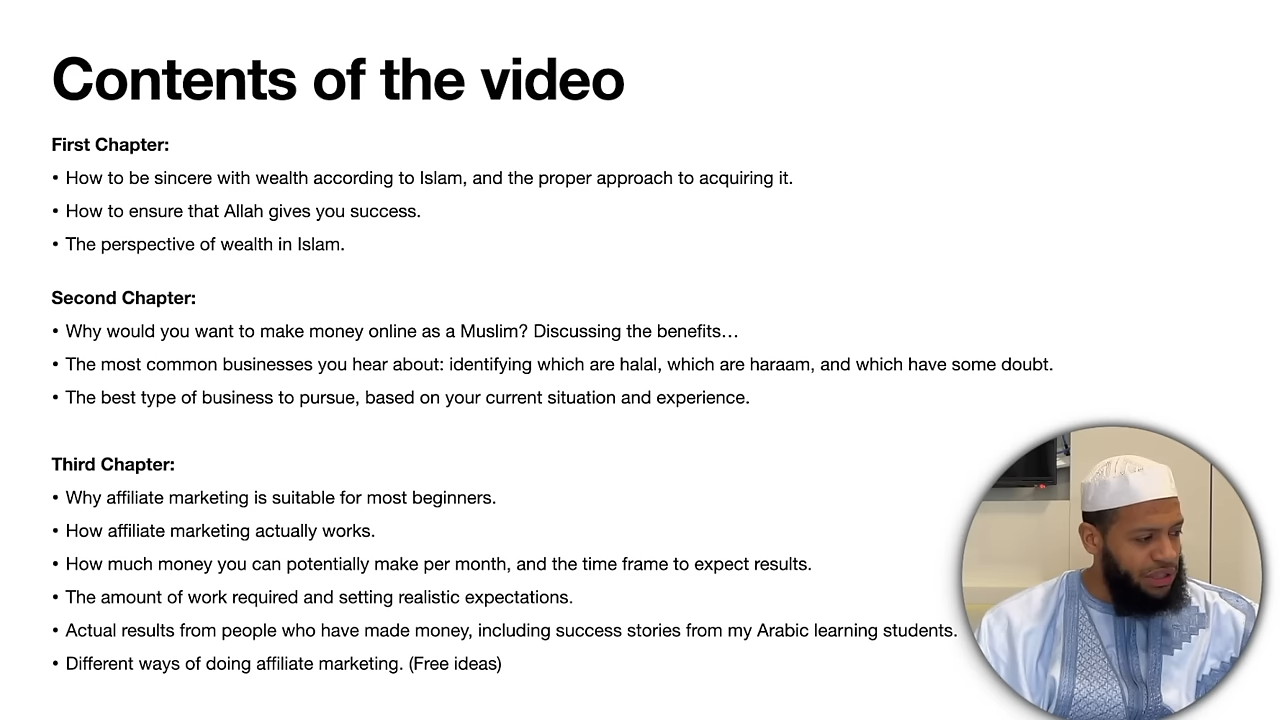 Contents of the video
First Chapter:
• How to be sincere with wealth according to Islam, and the proper approach to acquiring it.
• How to ensure that Allah gives you success.
• The perspective of wealth in Islam.
Second Chapter:
• Why would you want to make money online as a Muslim? Discussing the benefits…
• The most common businesses you hear about: identifying which are halal, which are haraam, and which have some doubt.
• The best type of business to pursue, based on your current situation and experience.
Third Chapter:
• Why affiliate marketing is suitable for most beginners.
• How affiliate marketing actually works.
• How much money you can potentially make per month, and the time frame to expect results.
• The amount of work required and setting realistic expectations.
• Actual results from people who have made money, including success stories from my Arabic learning students.
• Different ways of doing affiliate marketing. (Free ideas)